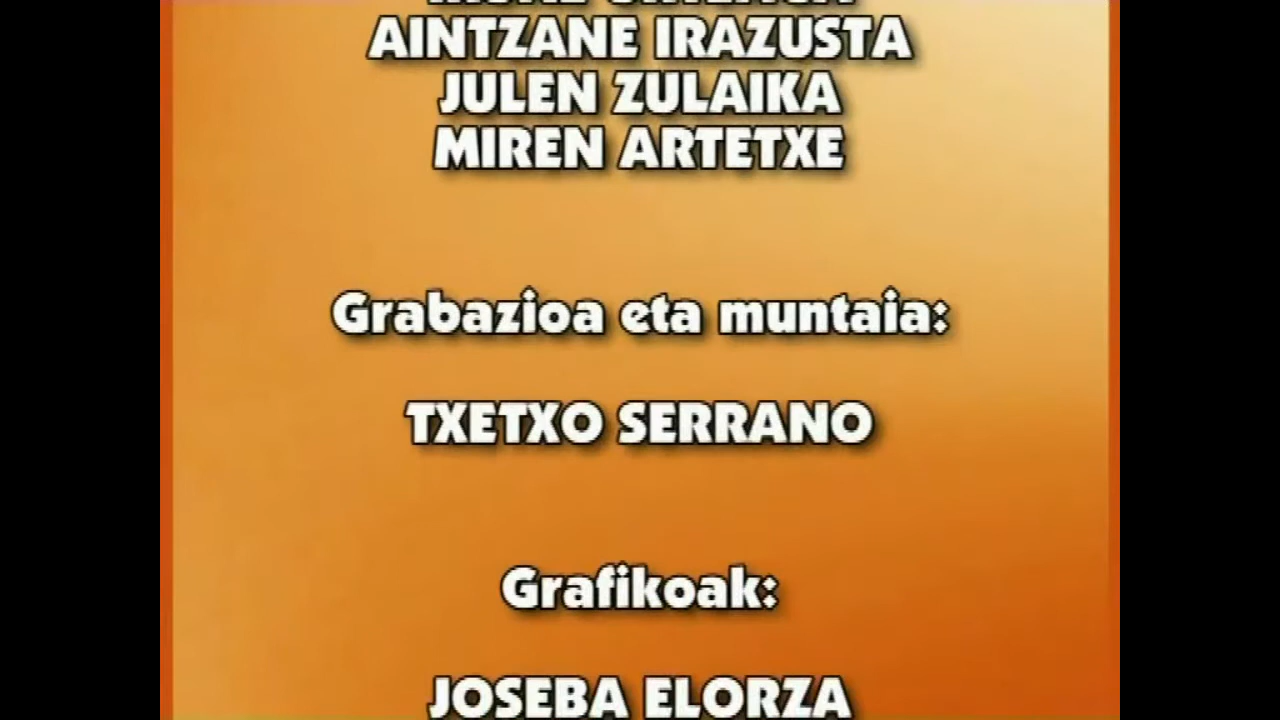 AINTZANE IRAZUSTA
JULEN ZULAIKA
MIREN ARTETXE
Grabazioa eta muntaia:
TXETXO SERRANO
Grafikoak:
JOSEBA ELORZA